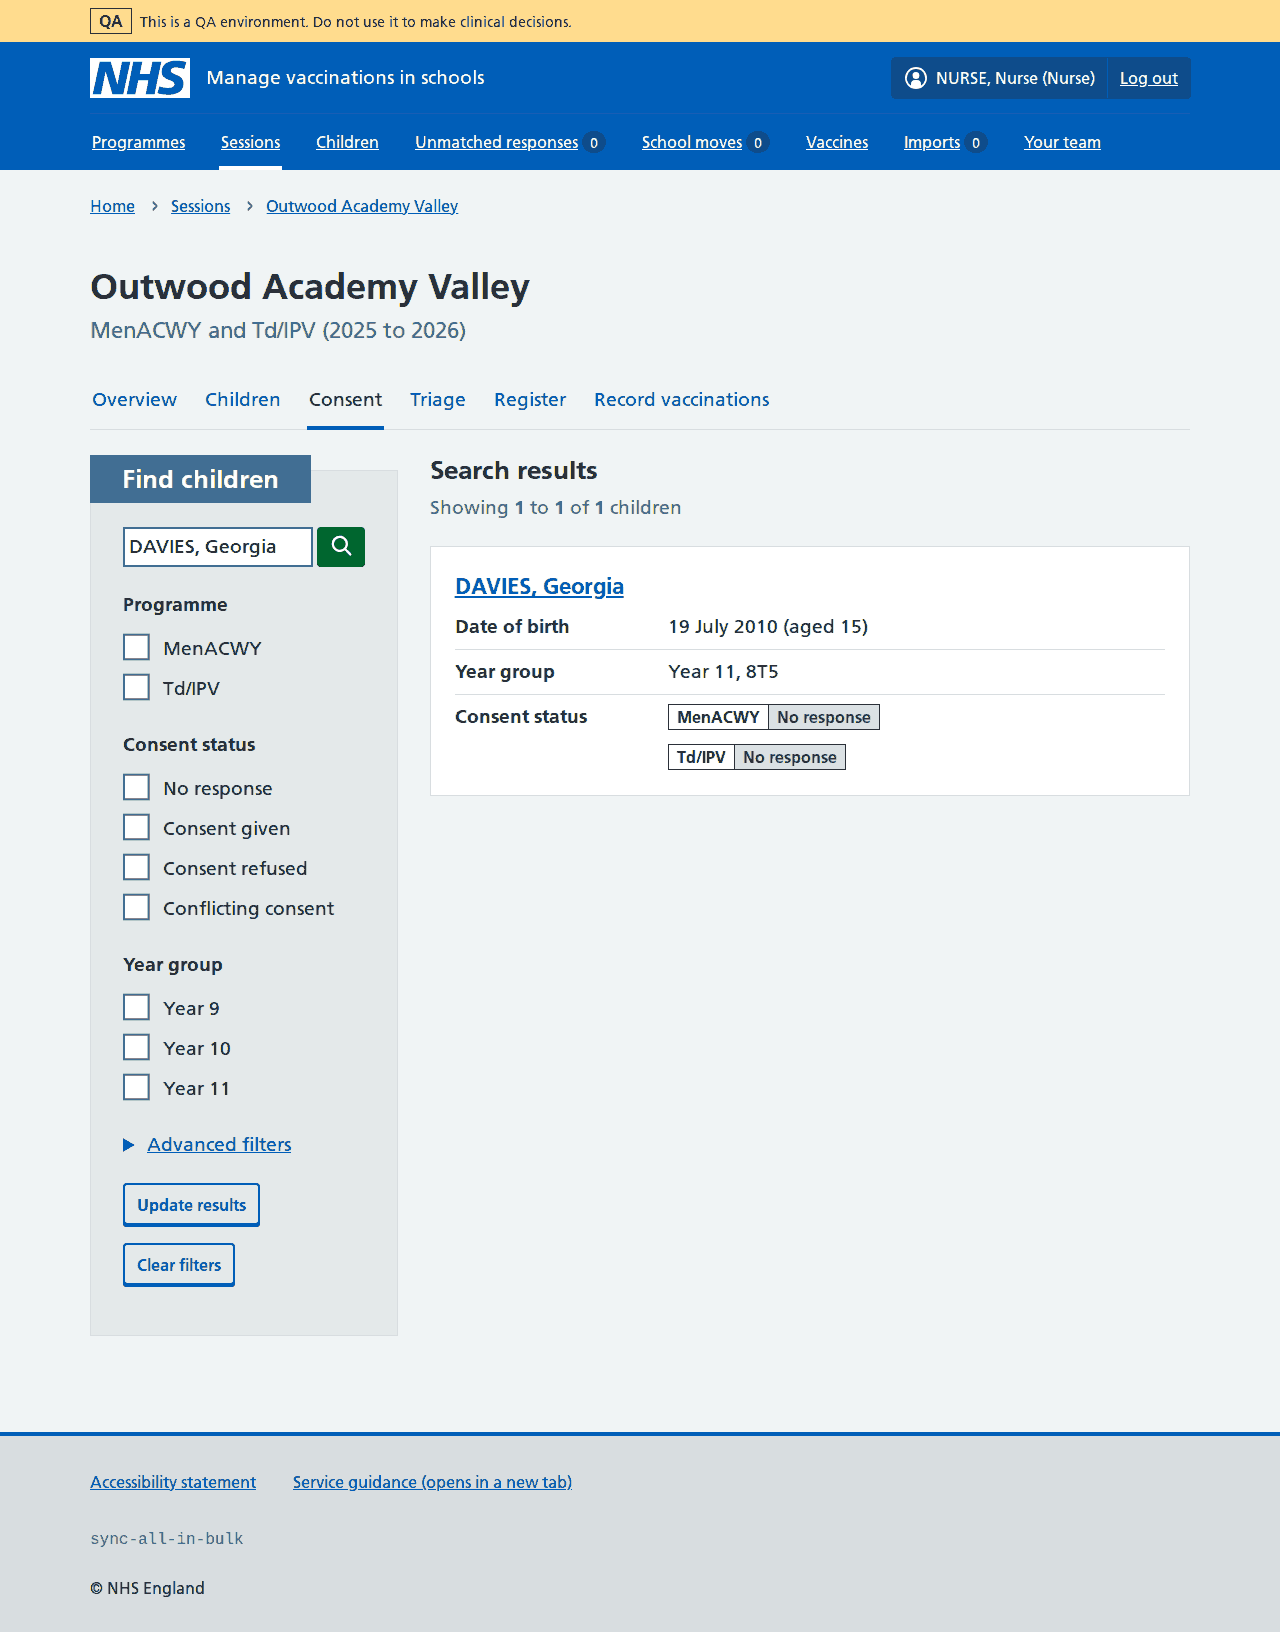 QA This is a QA environment. Do not use it to make clinical decisions.
NHS Manage vaccinations in schools NURSE, Nurse (Nurse) Log out
Programmes Sessions Children Unmatched responses 0 School moves 0 Vaccines Imports 0 Your team
Home Sessions Outwood Academy Valley
Outwood Academy Valley
MenACWY and Td/IPV (2025 to 2026)
Overview Children Consent Triage Register Record vaccinations
Find children
DAVIES, Georgia
Programme
MenACWY
Td/IPV
Consent status
No response
Consent given
Consent refused
Conflicting consent
Year group
Year 9
Year 10
Year 11
Advanced filters
Update results
Clear filters
Search results
Showing 1 to 1 of 1 children
DAVIES, Georgia
Date of birth 19 July 2010 (aged 15)
Year group Year 11, 8T5
Consent status MenACWY No response
Td/IPV No response
Accessibility statement Service guidance (opens in a new tab)
sync-all-in-bulk
© NHS England